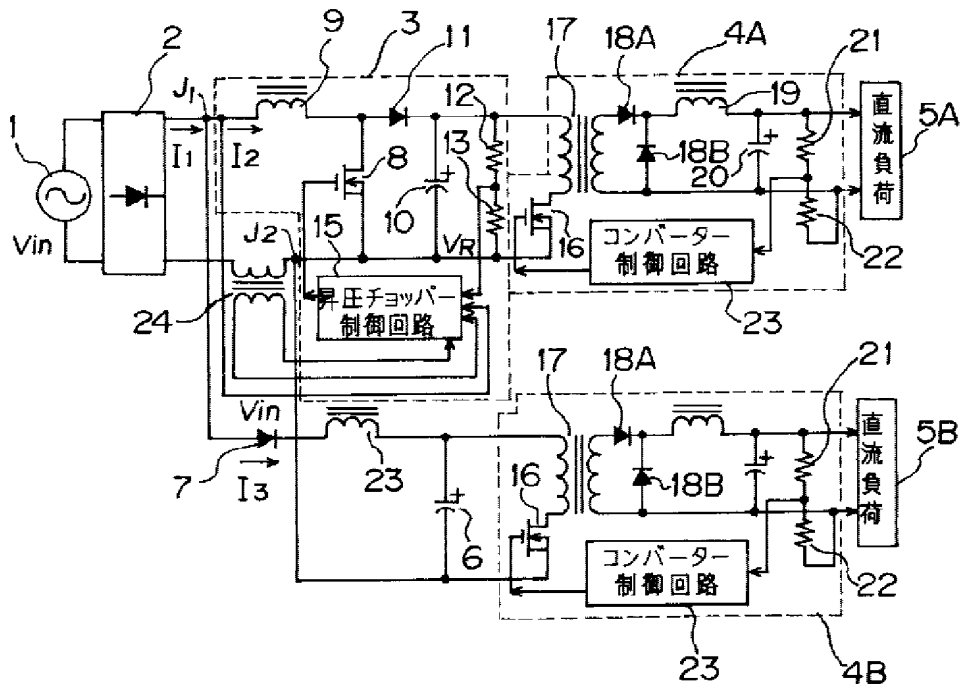 1
2
J1
I1
I2
Vin
9
3
11
8
10
12
13
VR
J2
15
昇圧チョッパー
制御回路
24
17
18A
4A
19
21
18B
20
16
22
コンバーター
制御回路
23
直流負荷
5A
Vin
7
I3
23
6
17
18A
16
18B
21
22
コンバーター
制御回路
23
4B
直流負荷
5B